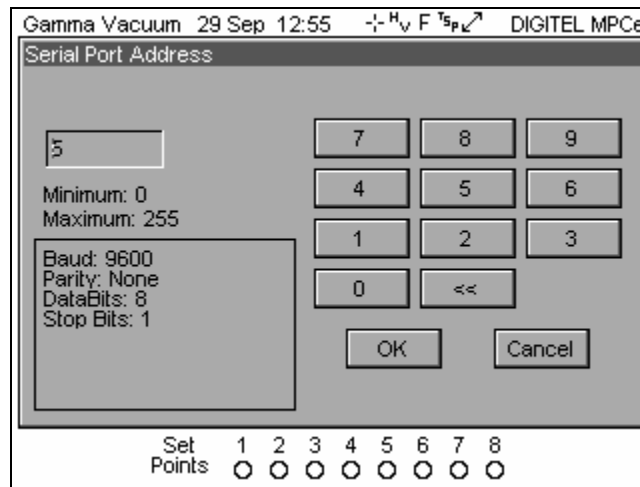 Gamma Vacuum 29 Sep 12:55 HV F TSP DIGITEL MPCe
Serial Port Address
5
7 8 9
Minimum: 0
Maximum: 255
4 5 6
1 2 3
Baud: 9600
Parity: None
DataBits: 8
Stop Bits: 1
0 <<
OK Cancel
Set Points 1 2 3 4 5 6 7 8